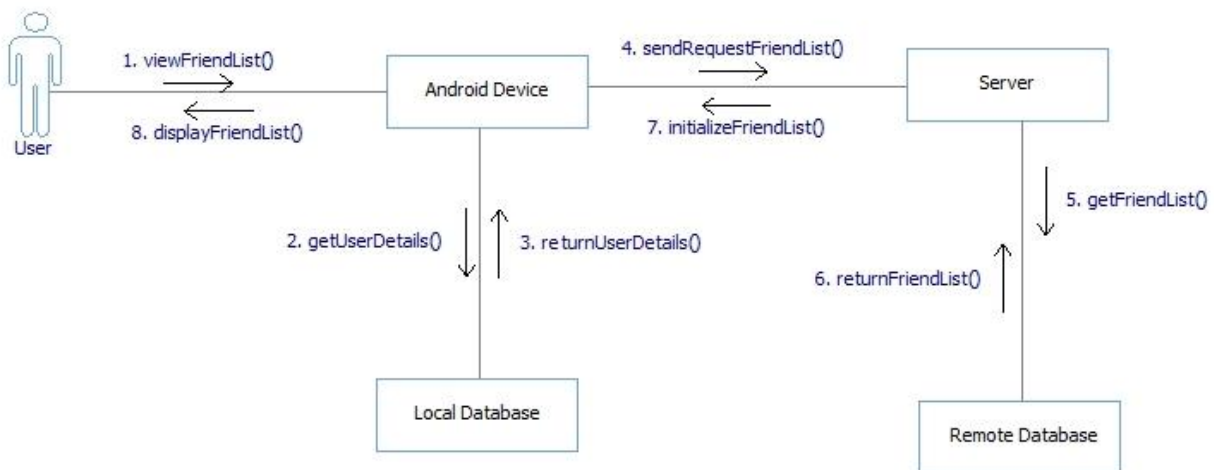 1. viewFriendList()
4. sendRequestFriendList()
Android Device
Server
8. displayFriendList()
7. initializeFriendList()
User
5. getFriendList()
2. getUserDetails()
3. returnUserDetails()
6. returnFriendList()
Local Database
Remote Database